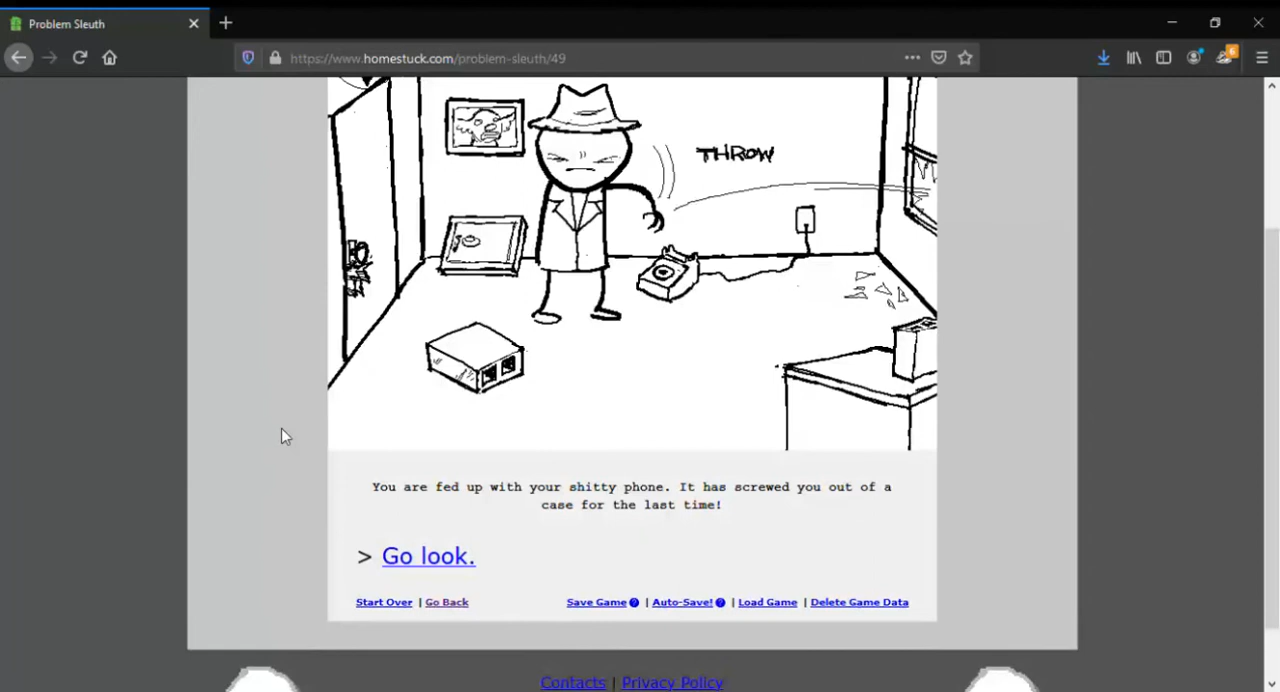 Problem Sleuth
https://www.homestuck.com/problem-sleuth/49
6
THROW
You are fed up with your shitty phone. It has screwed you out of a
case for the last time!
> Go look.
Start Over | Go Back Save Game ? | Auto-Save! ? | Load Game | Delete Game Data
Contacts | Privacy Policy